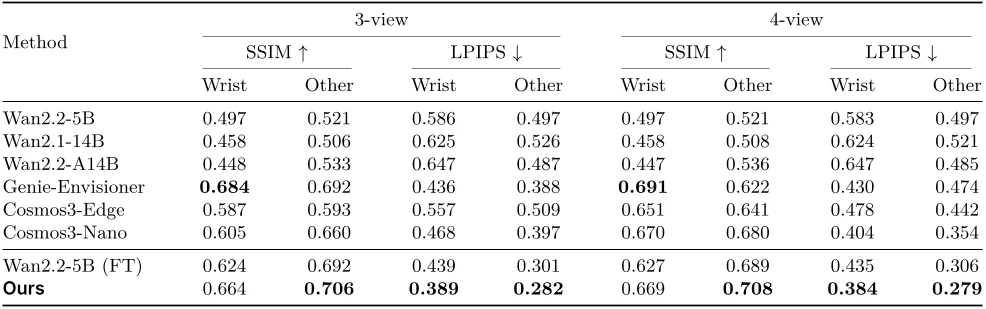 3-view 4-view
Method SSIM ↑ LPIPS ↓ SSIM ↑ LPIPS ↓
Wrist Other Wrist Other Wrist Other Wrist Other
Wan2.2-5B 0.497 0.521 0.586 0.497 0.497 0.521 0.583 0.497
Wan2.1-14B 0.458 0.506 0.625 0.526 0.458 0.508 0.624 0.521
Wan2.2-A14B 0.448 0.533 0.647 0.487 0.447 0.536 0.647 0.485
Genie-Envisioner 0.684 0.692 0.436 0.388 0.691 0.622 0.430 0.474
Cosmos3-Edge 0.587 0.593 0.557 0.509 0.651 0.641 0.478 0.442
Cosmos3-Nano 0.605 0.660 0.468 0.397 0.670 0.680 0.404 0.354
Wan2.2-5B (FT) 0.624 0.692 0.439 0.301 0.627 0.689 0.435 0.306
Ours 0.664 0.706 0.389 0.282 0.669 0.708 0.384 0.279